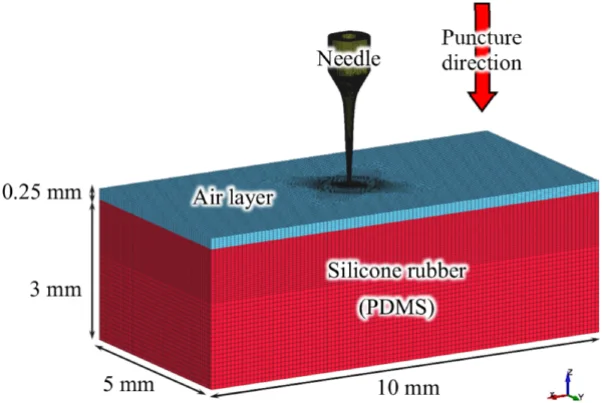 Needle
Puncture
direction
0.25 mm
Air layer
3 mm
Silicone rubber
(PDMS)
5 mm
10 mm
Z
X
Y